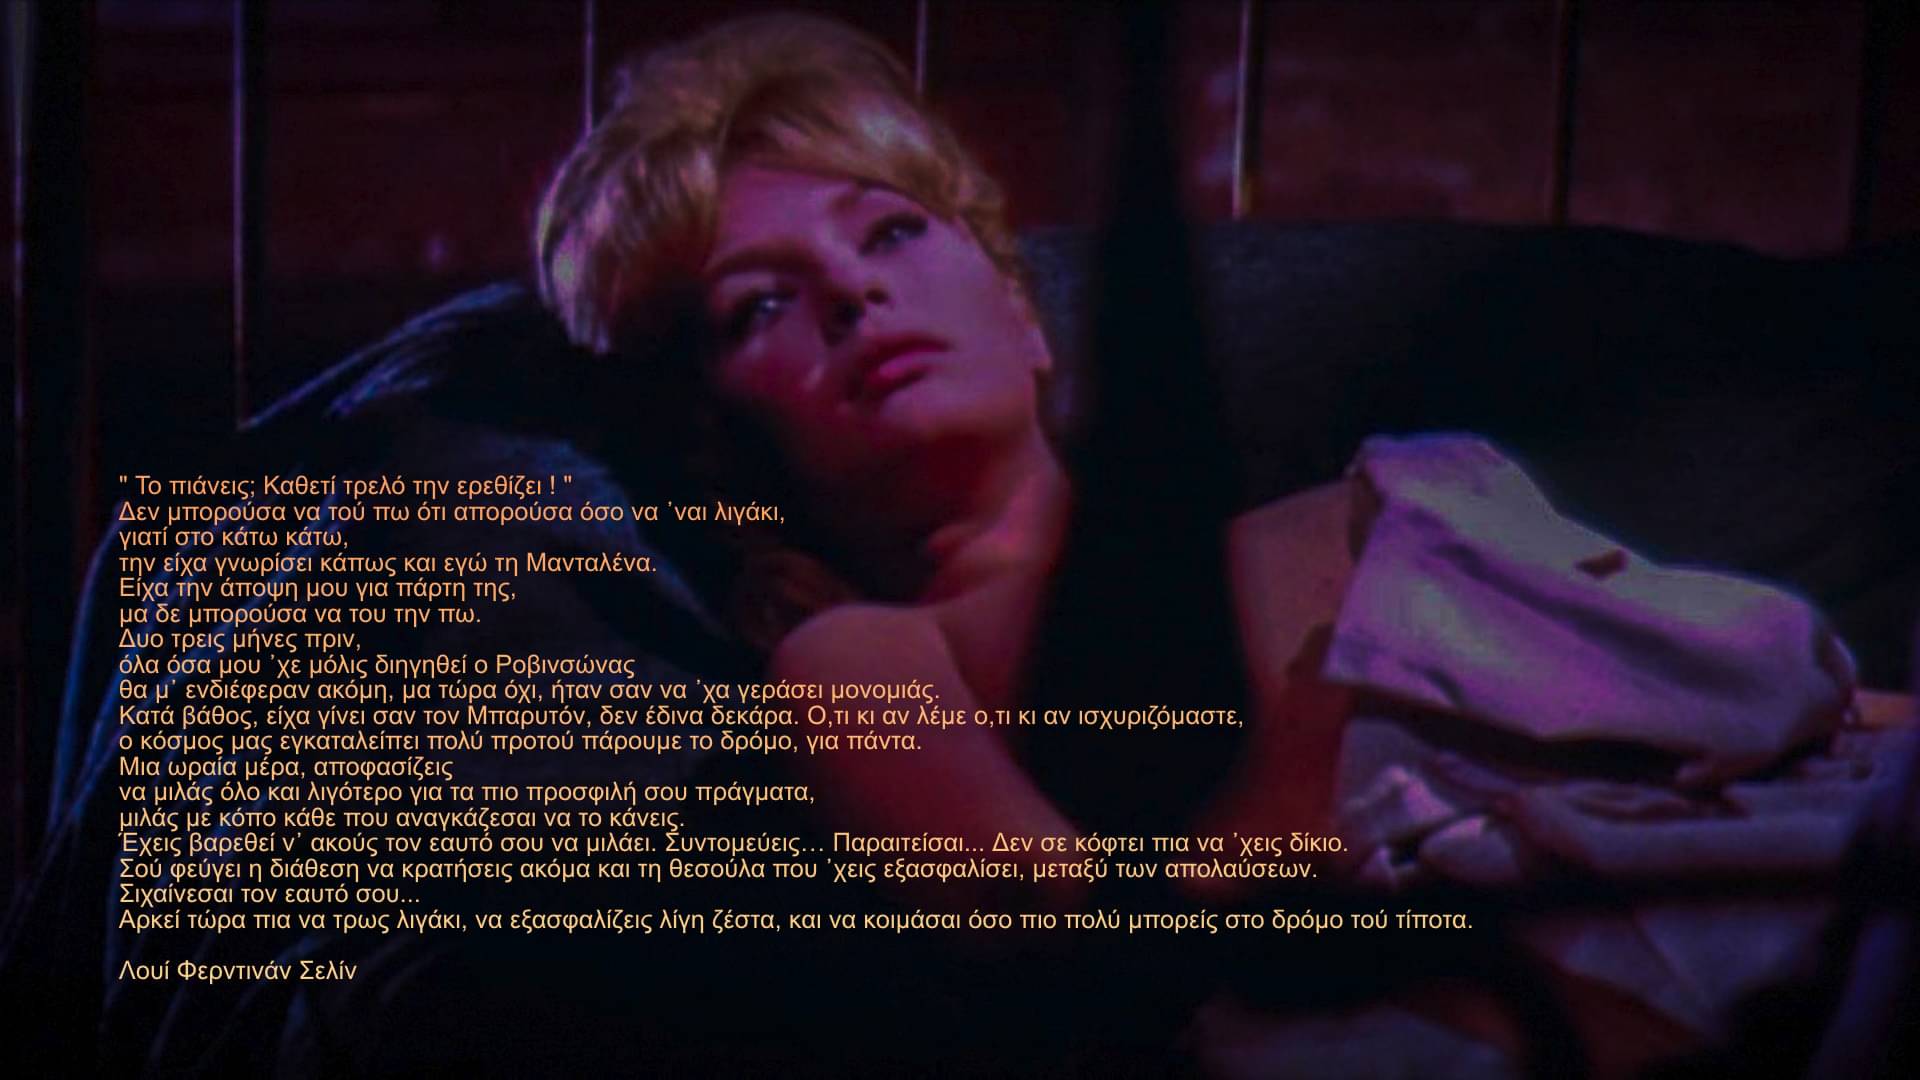 " Το πιάνεις; Καθετί τρελό την ερεθίζει ! "
Δεν μπορούσα να τού πω ότι απορούσα όσο να ’ναι λιγάκι,
γιατί στο κάτω κάτω,
την είχα γνωρίσει κάπως και εγώ τη Μανταλένα.
Είχα την άποψη μου για πάρτη της,
μα δε μπορούσα να του την πω.
Δυο τρεις μήνες πριν,
όλα όσα μου ’χε μόλις διηγηθεί ο Ροβινσώνας
θα μ’ ενδιέφεραν ακόμη, μα τώρα όχι, ήταν σαν να ’χα γεράσει μονομιάς.
Κατά βάθος, είχα γίνει σαν τον Μπαρυτόν, δεν έδινα δεκάρα. Ο,τι κι αν λέμε ο,τι κι αν ισχυριζόμαστε,
ο κόσμος μας εγκαταλείπει πολύ προτού πάρουμε το δρόμο, για πάντα.
Μια ωραία μέρα, αποφασίζεις
να μιλάς όλο και λιγότερο για τα πιο προσφιλή σου πράγματα,
μιλάς με κόπο κάθε που αναγκάζεσαι να το κάνεις.
Έχεις βαρεθεί ν’ ακούς τον εαυτό σου να μιλάει. Συντομεύεις… Παραιτείσαι... Δεν σε κόφτει πια να ’χεις δίκιο.
Σού φεύγει η διάθεση να κρατήσεις ακόμα και τη θεσούλα που ’χεις εξασφαλίσει, μεταξύ των απολαύσεων.
Σιχαίνεσαι τον εαυτό σου...
Αρκεί τώρα πια να τρως λιγάκι, να εξασφαλίζεις λίγη ζέστα, και να κοιμάσαι όσο πιο πολύ μπορείς στο δρόμο τού τίποτα.
Λουί Φερντινάν Σελίν